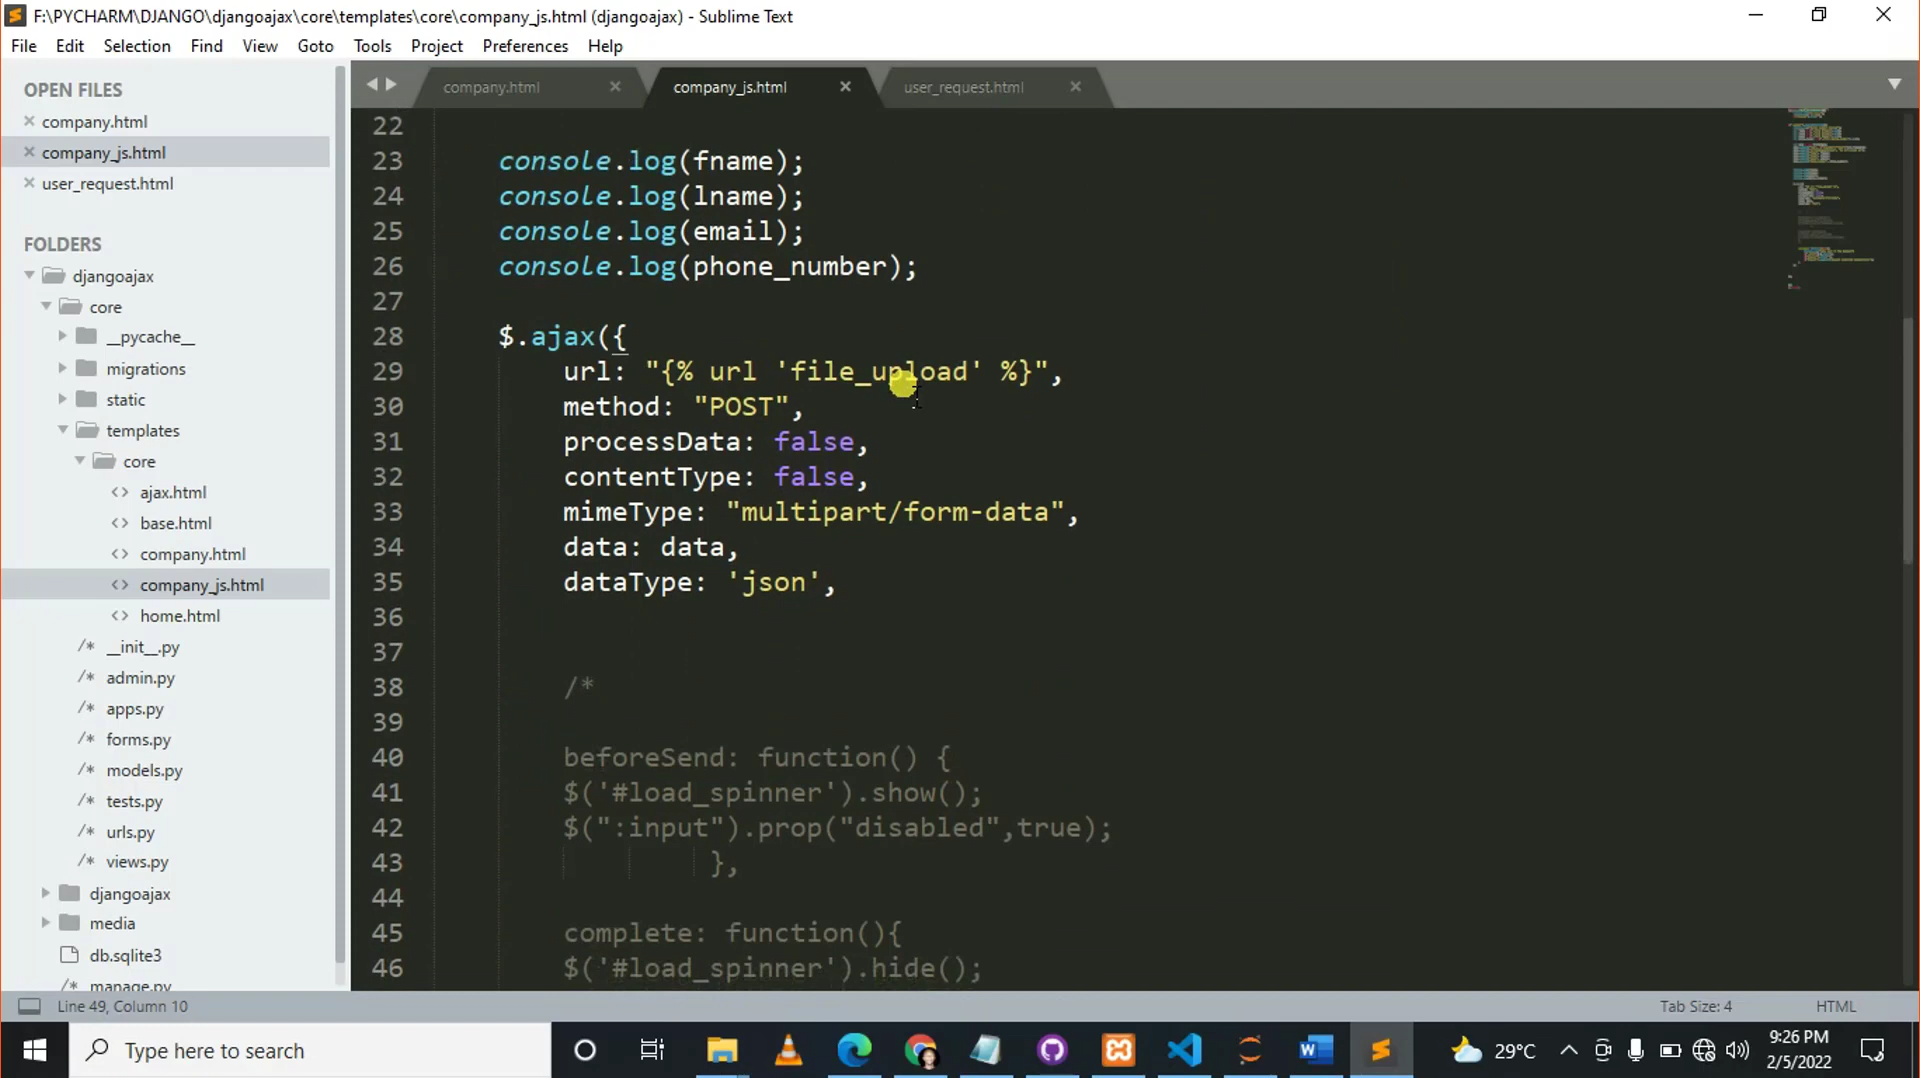 F:\PYCHARM\DJANGO\djangoajax\core\templates\core\company_js.html (djangoajax) - Sublime Text
File Edit Selection Find View Goto Tools Project Preferences Help
OPEN FILES
company.html
company_js.html
user_request.html
FOLDERS
djangoajax
core
__pycache__
migrations
static
templates
core
ajax.html
base.html
company.html
company_js.html
home.html
__init__.py
admin.py
apps.py
forms.py
models.py
tests.py
urls.py
views.py
djangoajax
media
db.sqlite3
manage.py
company.html company_js.html user_request.html
22
23 console.log(fname);
24 console.log(lname);
25 console.log(email);
26 console.log(phone_number);
27
28 $.ajax({
29 url: "{% url 'file_upload' %}",
30 method: "POST",
31 processData: false,
32 contentType: false,
33 mimeType: "multipart/form-data",
34 data: data,
35 dataType: 'json',
36
37
38 /*
39
40 beforeSend: function() {
41 $('#load_spinner').show();
42 $(":input").prop("disabled",true);
43 },
44
45 complete: function(){
46 $('#load_spinner').hide();
Line 49, Column 10
Tab Size: 4
HTML
Type here to search
29°C
9:26 PM
2/5/2022